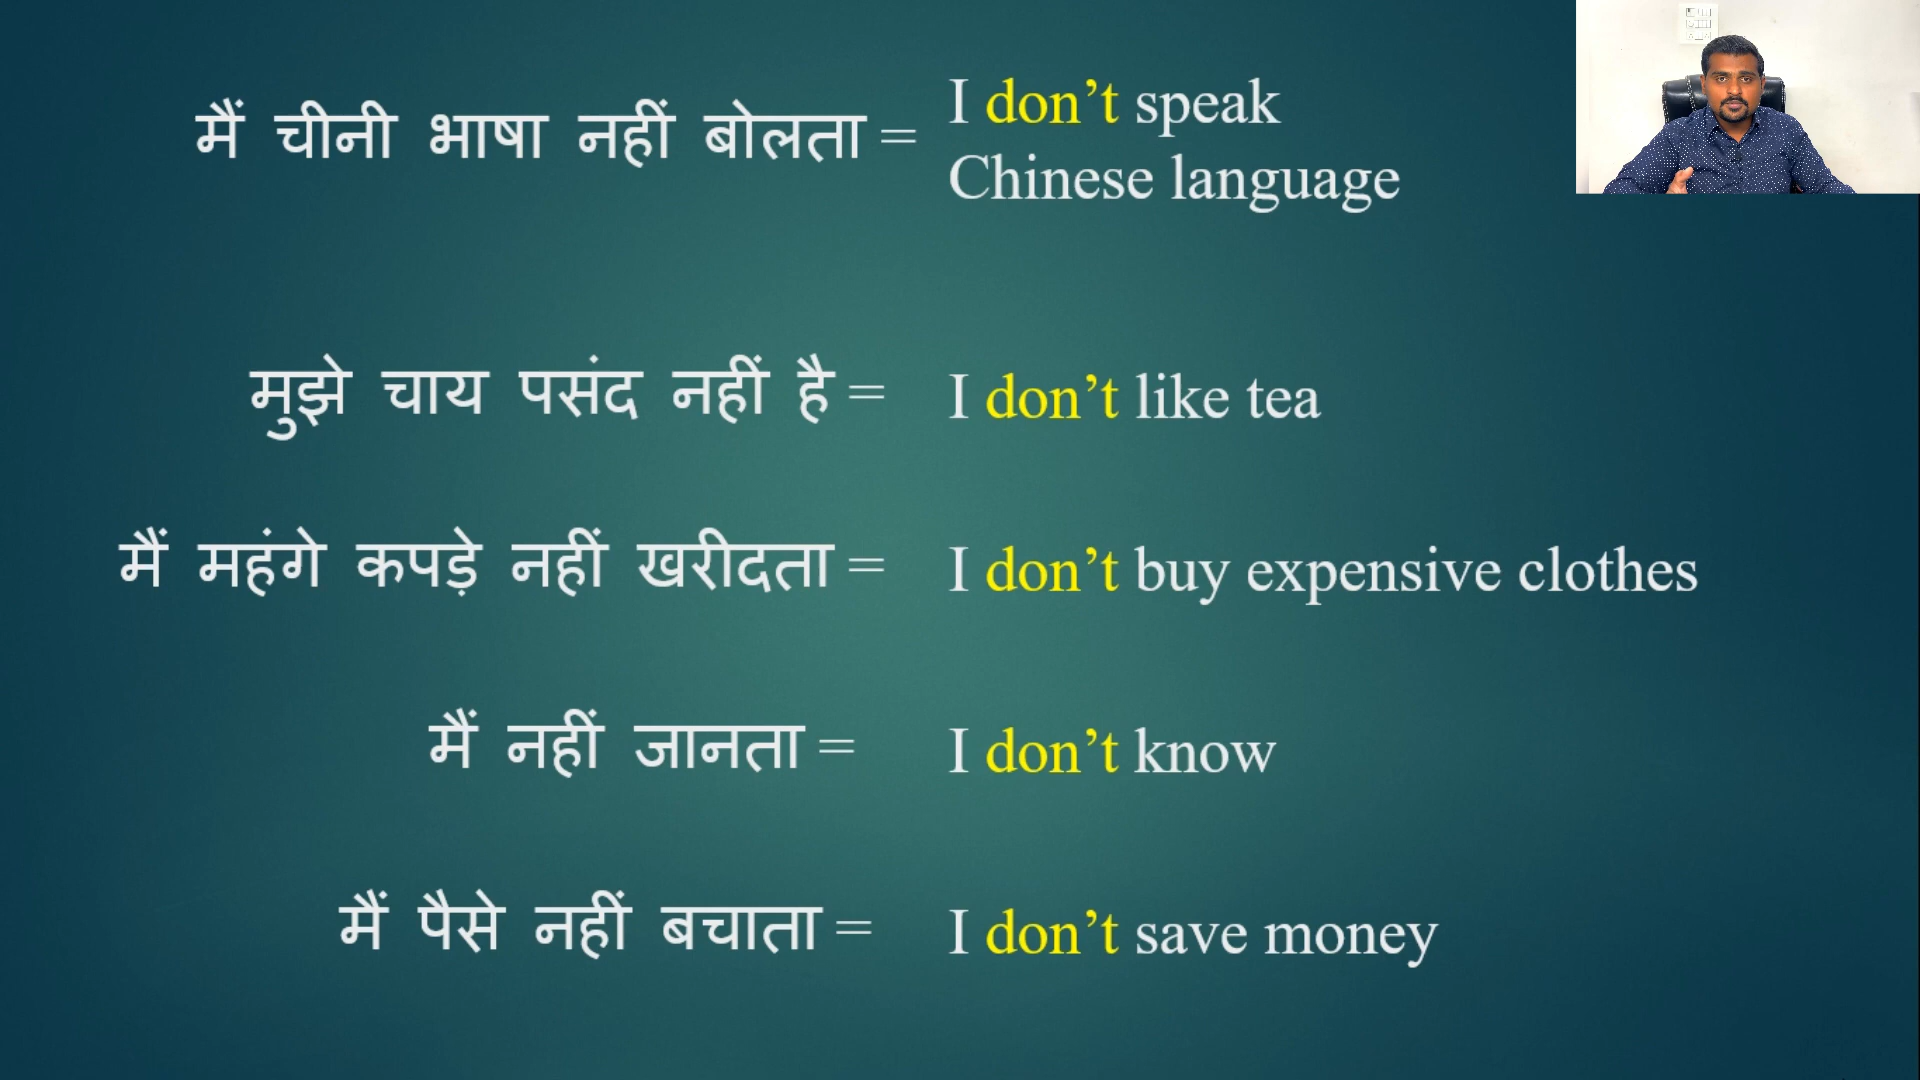 मैं चीनी भाषा नहीं बोलता = I don’t speak
Chinese language
मुझे चाय पसंद नहीं है = I don’t like tea
मैं महंगे कपड़े नहीं खरीदता = I don’t buy expensive clothes
मैं नहीं जानता = I don’t know
मैं पैसे नहीं बचाता = I don’t save money